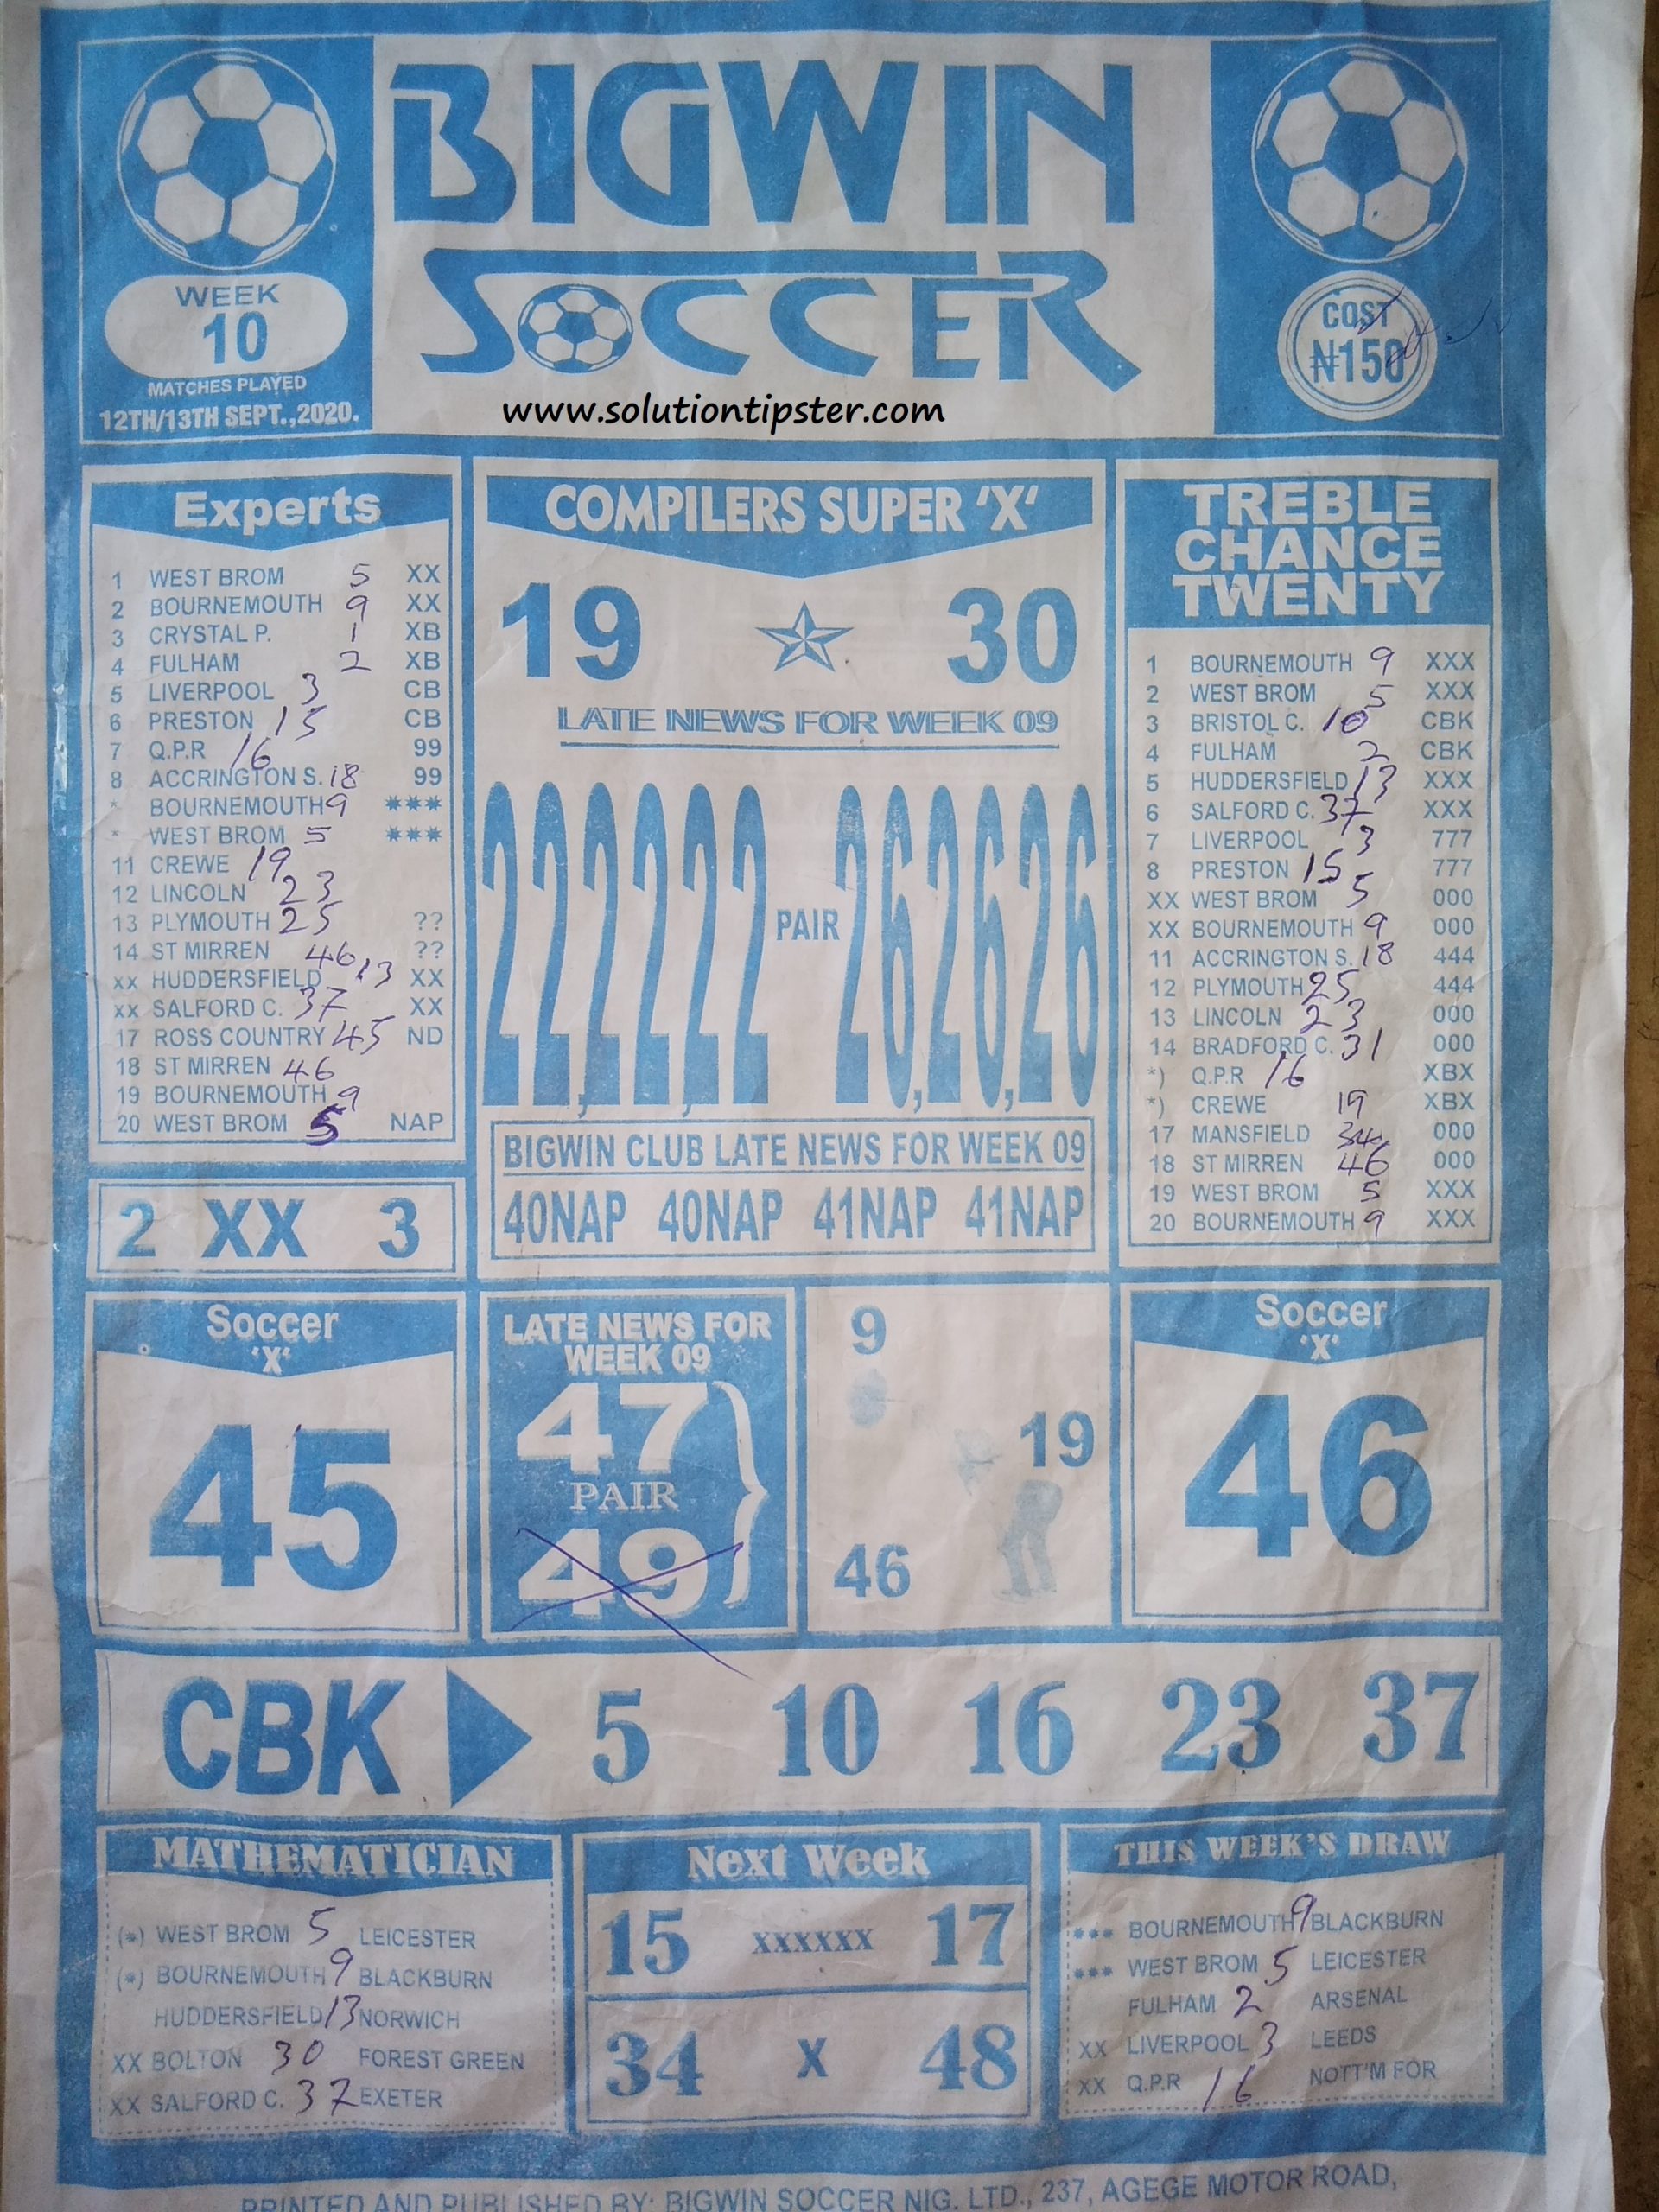 BIGWIN
SOCCER
WEEK
10
MATCHES PLAYED
12TH/13TH SEPT.,2020.
COST
₦150
www.solutiontipster.com
Experts
1 WEST BROM 5 XX
2 BOURNEMOUTH 9 XX
3 CRYSTAL P. 1 XB
4 FULHAM 2 XB
5 LIVERPOOL 3 CB
6 PRESTON 15 CB
7 Q.P.R 16 99
8 ACCRINGTON S. 18 99
* BOURNEMOUTH 9 ***
* WEST BROM 5 ***
11 CREWE 19
12 LINCOLN 23
13 PLYMOUTH 25 ??
14 ST MIRREN 46 ??
XX HUDDERSFIELD 13 XX
XX SALFORD C. 37 XX
17 ROSS COUNTRY 45 ND
18 ST MIRREN 46
19 BOURNEMOUTH 9
20 WEST BROM 5 NAP
2 XX 3
COMPILERS SUPER 'X'
19 30
LATE NEWS FOR WEEK 09
22,22,22 PAIR 26,26,26
BIGWIN CLUB LATE NEWS FOR WEEK 09
40NAP 40NAP 41NAP 41NAP
TREBLE
CHANCE
TWENTY
1 BOURNEMOUTH 9 XXX
2 WEST BROM 5 XXX
3 BRISTOL C. 10 CBK
4 FULHAM 2 CBK
5 HUDDERSFIELD 13 XXX
6 SALFORD C. 37 XXX
7 LIVERPOOL 3 777
8 PRESTON 15 777
XX WEST BROM 5 000
XX BOURNEMOUTH 9 000
11 ACCRINGTON S. 18 444
12 PLYMOUTH 25 444
13 LINCOLN 23 000
14 BRADFORD C. 31 000
*) Q.P.R 16 XBX
*) CREWE 19 XBX
17 MANSFIELD 34 000
18 ST MIRREN 46 000
19 WEST BROM 5 XXX
20 BOURNEMOUTH 9 XXX
Soccer
'X'
45
LATE NEWS FOR
WEEK 09
47
PAIR
49
9
19
46
Soccer
'X'
46
CBK 5 10 16 23 37
MATHEMATICIAN
(*) WEST BROM 5 LEICESTER
(*) BOURNEMOUTH 9 BLACKBURN
HUDDERSFIELD 13 NORWICH
XX BOLTON 30 FOREST GREEN
XX SALFORD C. 37 EXETER
Next Week
15 XXXXXX 17
34 X 48
THIS WEEK'S DRAW
*** BOURNEMOUTH 9 BLACKBURN
*** WEST BROM 5 LEICESTER
FULHAM 2 ARSENAL
XX LIVERPOOL 3 LEEDS
XX Q.P.R 16 NOTT'M FOR
PRINTED AND PUBLISHED BY: BIGWIN SOCCER NIG. LTD., 237, AGEGE MOTOR ROAD,